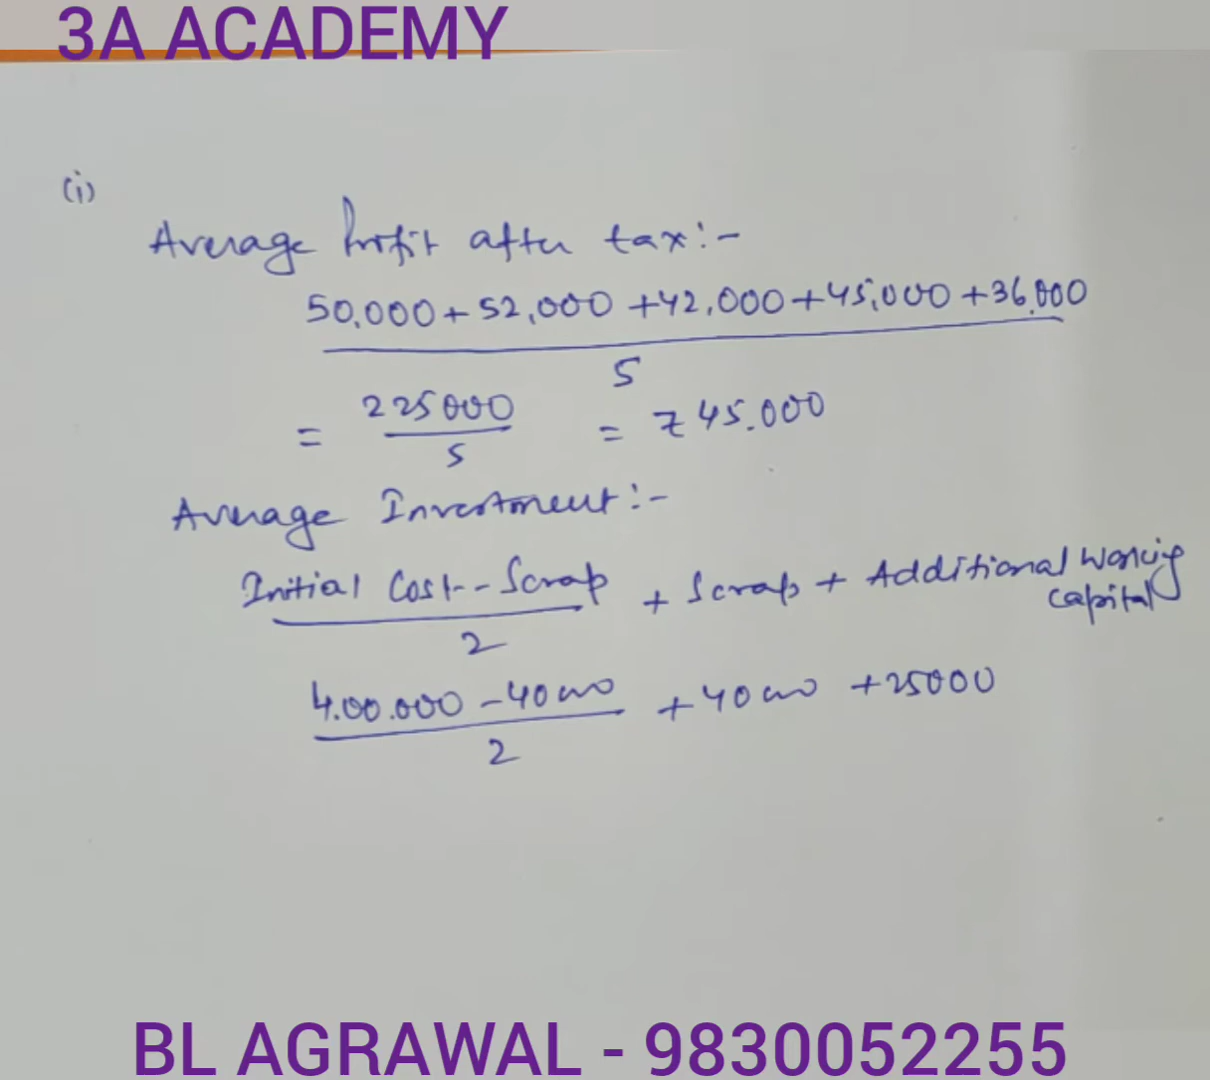 3A ACADEMY
(i)
Average Profit after tax:-
50,000+52,000+42,000+45,000+36,000
5
= 225000 = ₹45.000
5
Average Investment:-
Initial Cost-Scrap + Scrap + Additional Working
Capital
2
4.00.000-40000 +40000 +25000
2
BL AGRAWAL - 9830052255